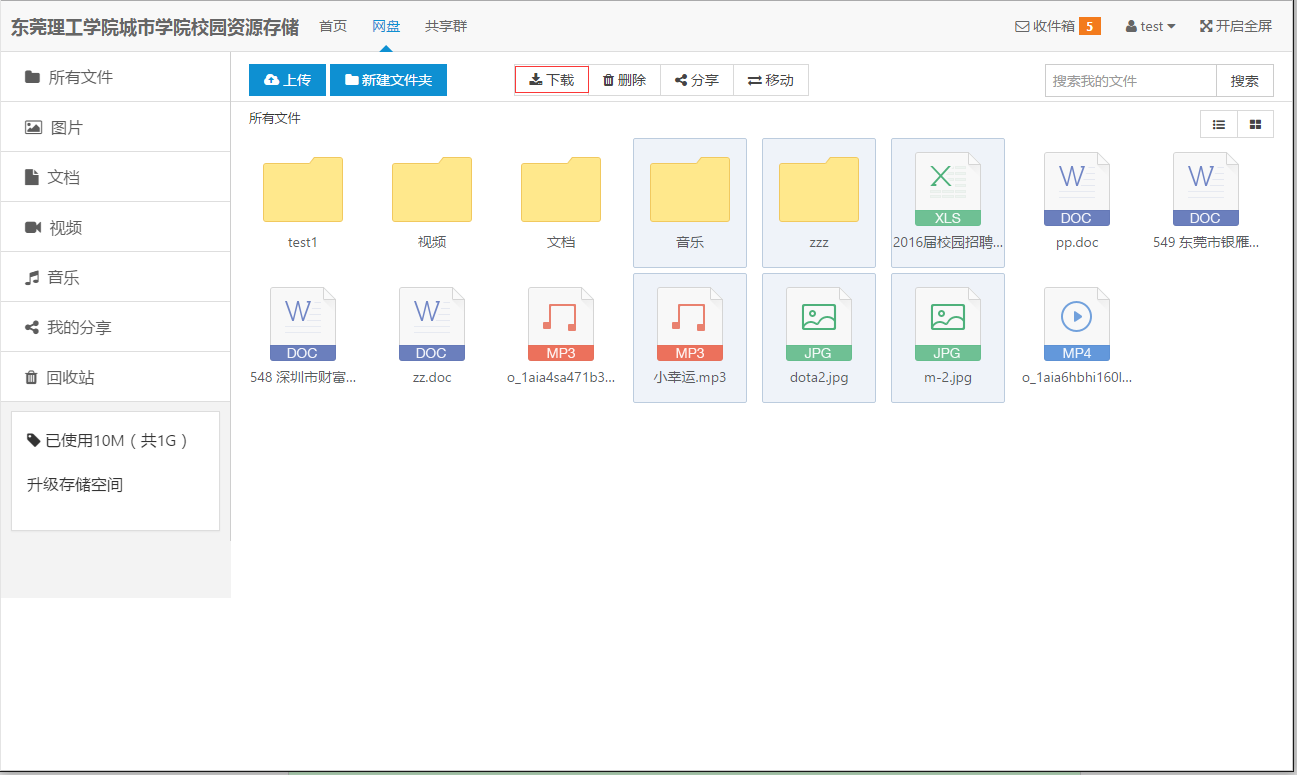 东莞理工学院城市学院校园资源存储 首页 网盘 共享群 收件箱 5 test 开启全屏
所有文件
图片
文档
视频
音乐
我的分享
回收站
已使用10M（共1G）
升级存储空间
上传 新建文件夹 下载 删除 分享 移动 搜索我的文件 搜索
所有文件
test1 视频 文档 音乐 zzz XLS 2016届校园招聘... W DOC pp.doc W DOC 549 东莞市银雁...
W DOC 548 深圳市财富... W DOC zz.doc MP3 o_1aia4sa471b3... MP3 小幸运.mp3 JPG dota2.jpg JPG m-2.jpg MP4 o_1aia6hbhi160l...